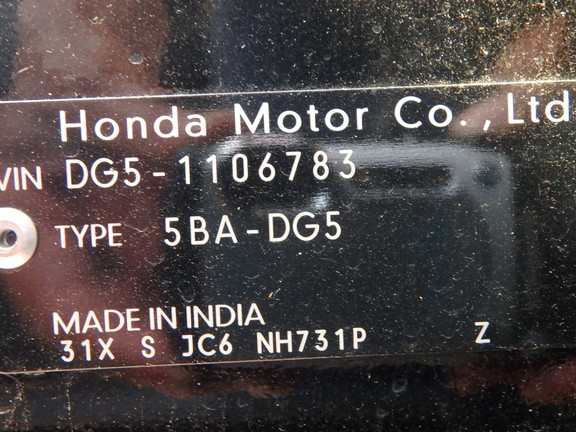 Honda Motor Co., Ltd
VIN DG5-1106783
TYPE 5BA-DG5
MADE IN INDIA
31X S JC6 NH731P Z